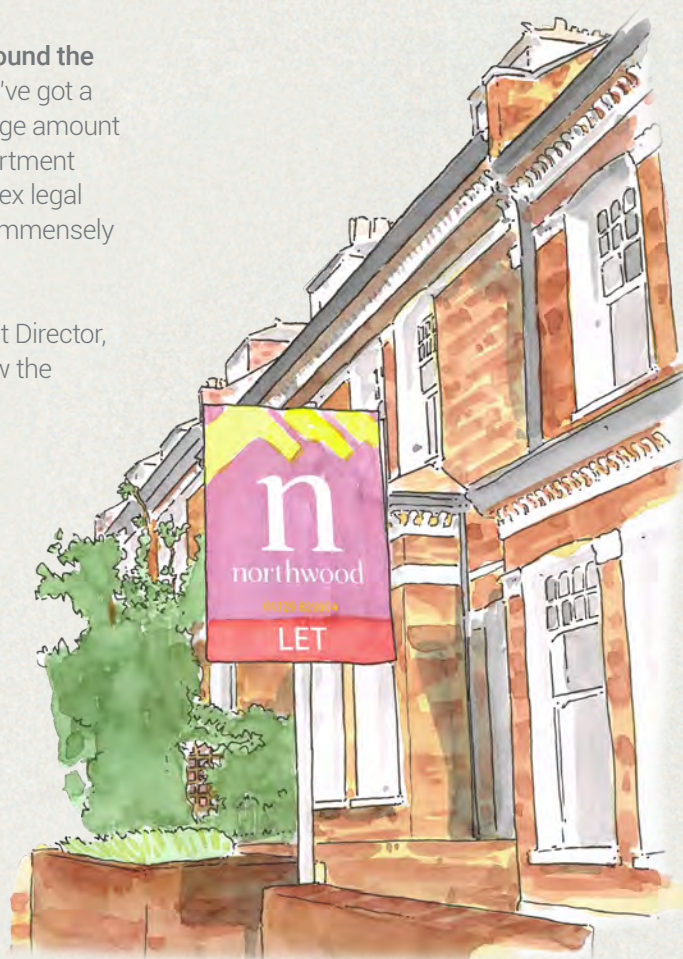 ound the
've got a
ge amount
rtment
ex legal
mmensely
t Director,
w the
n
northwood
LET